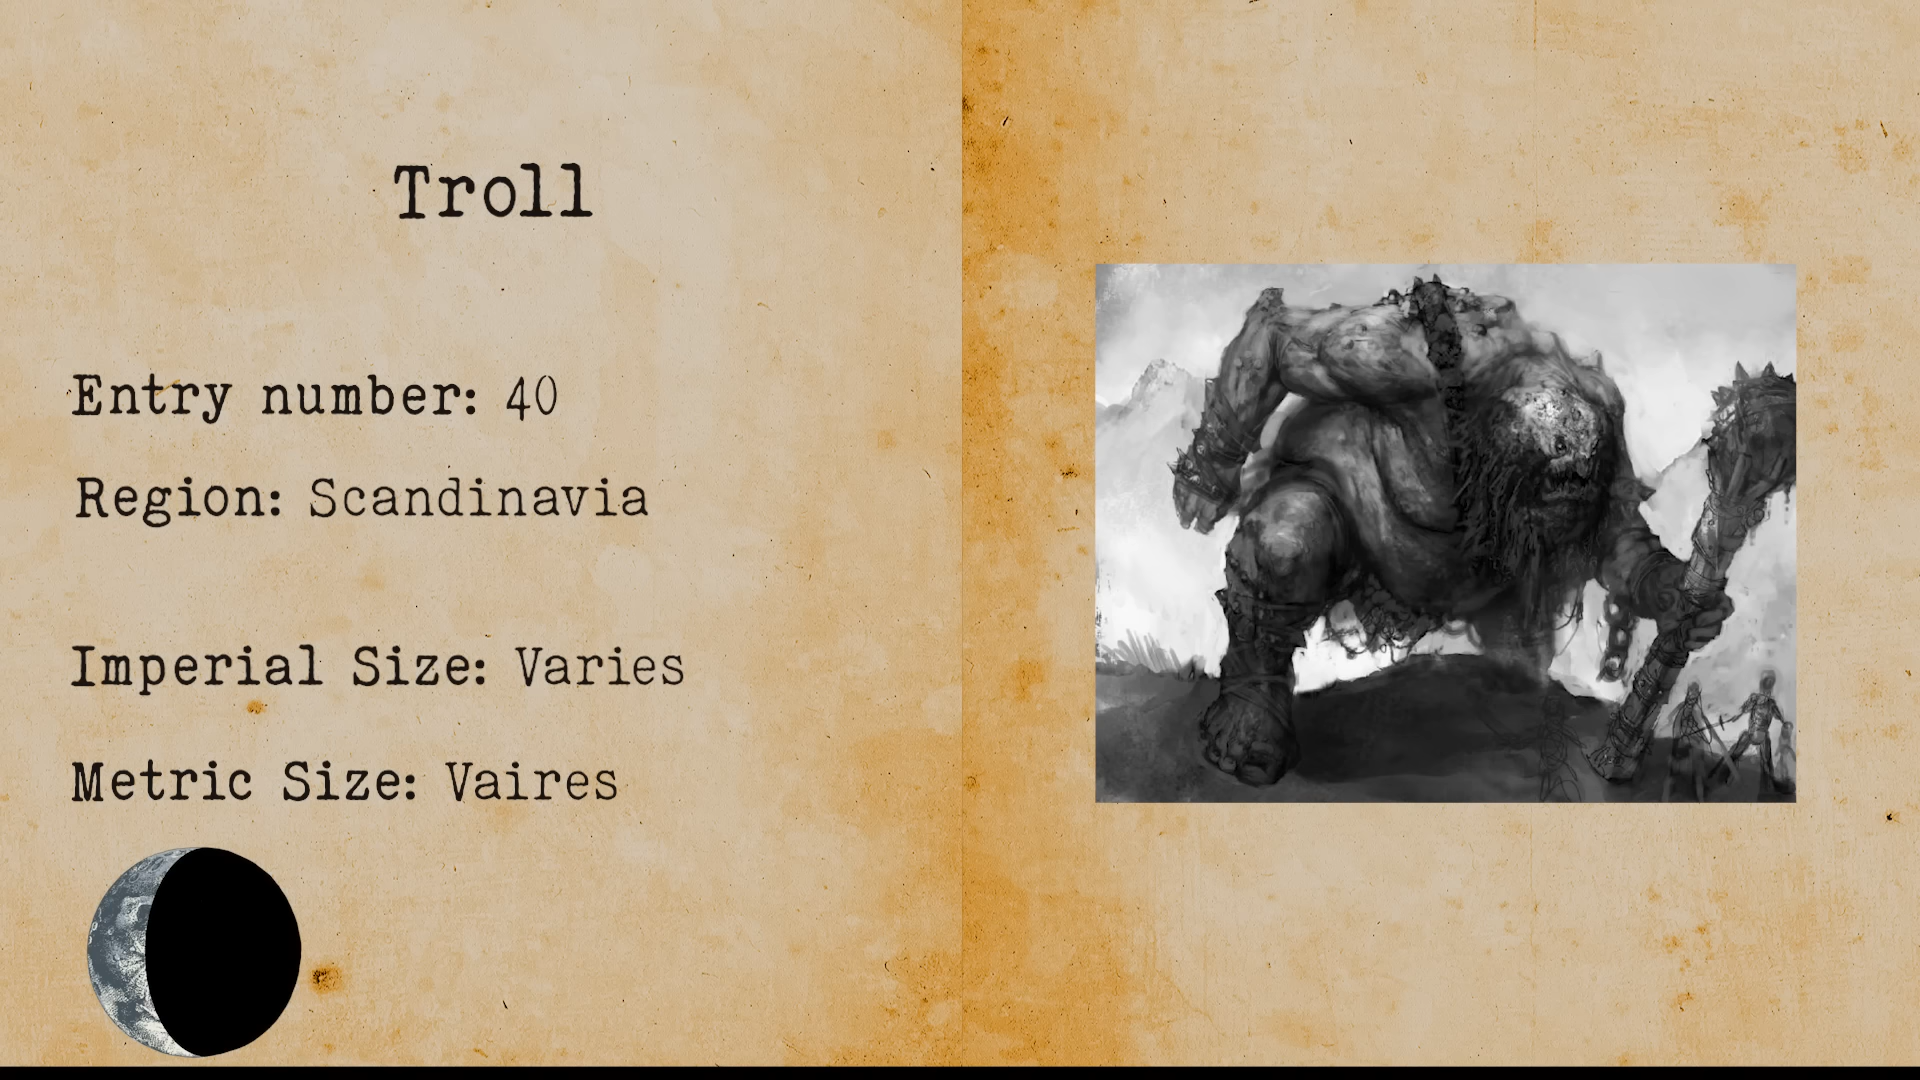 Troll
Entry number: 40
Region: Scandinavia
Imperial Size: Varies
Metric Size: Vaires